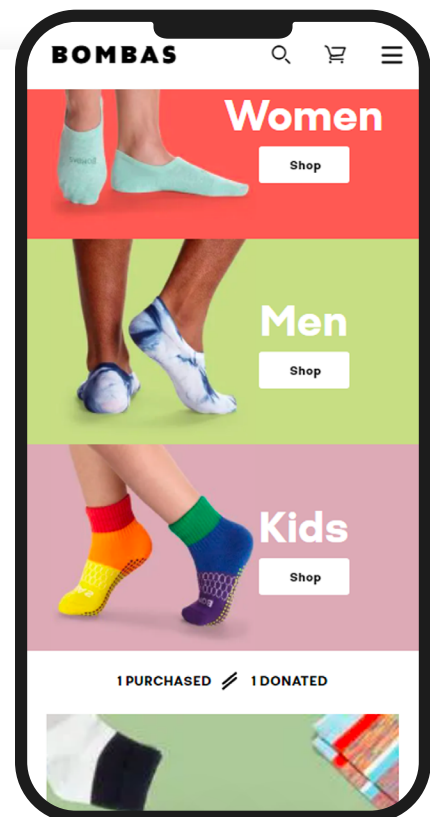 BOMBAS
Women
Shop
Men
Shop
Kids
Shop
1 PURCHASED // 1 DONATED